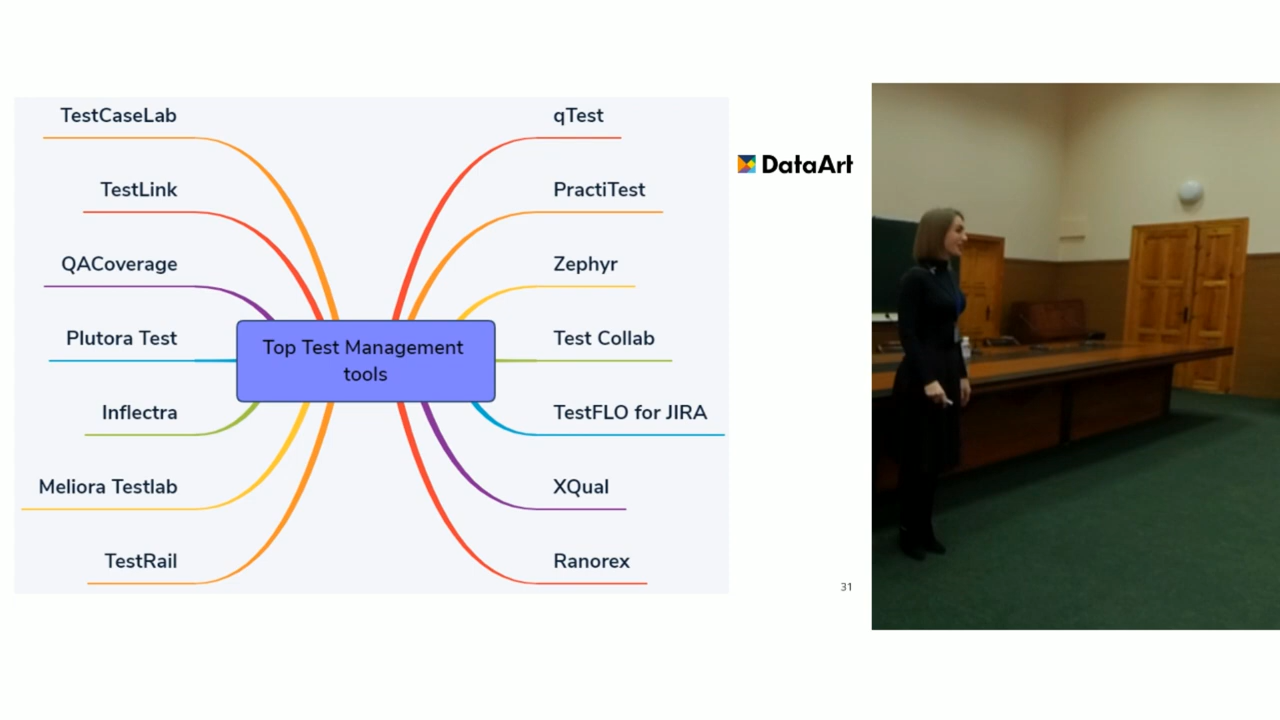 TestCaseLab
TestLink
QACoverage
Plutora Test
Inflectra
Meliora Testlab
TestRail
Top Test Management
tools
qTest
PractiTest
Zephyr
Test Collab
TestFLO for JIRA
XQual
Ranorex
DataArt
31